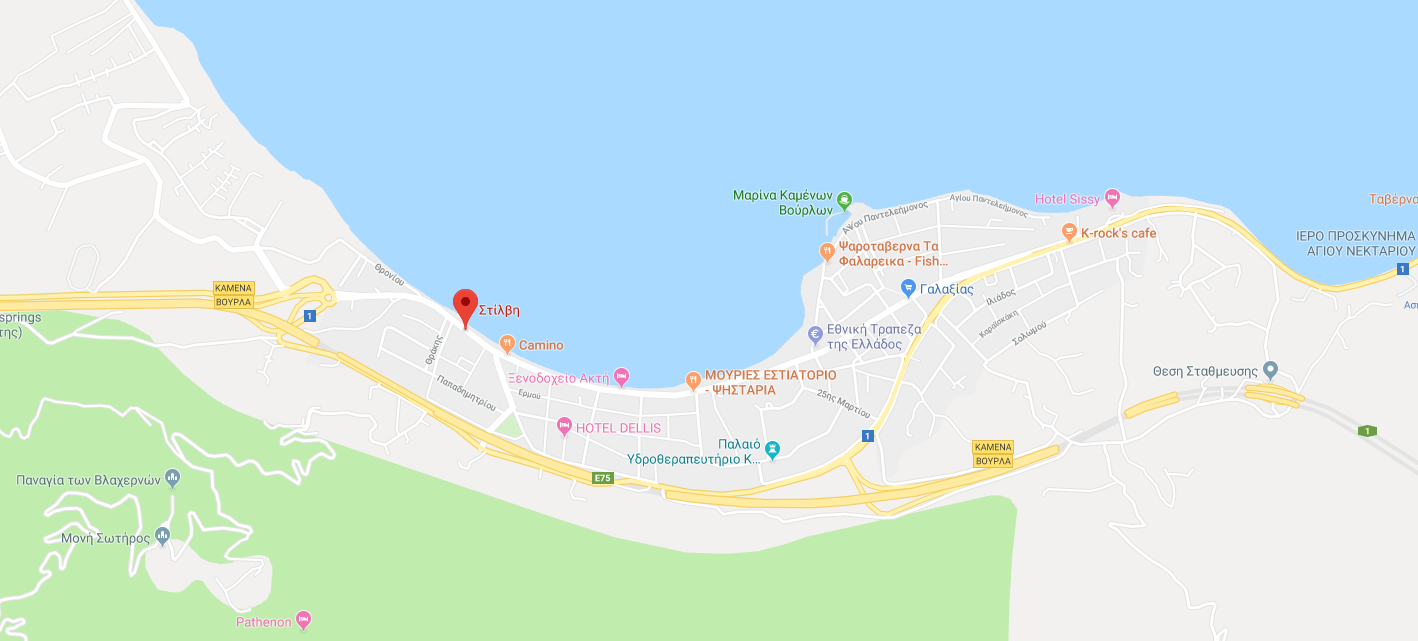 Μαρίνα Καμένων
Βούρλων
Αγίου Παντελεήμονος
Αγίου Παντελεήμονος
Hotel Sissy
Ταβέρνα
K-rock's cafe
ΙΕΡΟ ΠΡΟΣΚΥΝΗΜΑ
ΑΓΙΟΥ ΝΕΚΤΑΡΙΟΥ
1
Ψαροταβερνα Τα
Φαλαρεικα - Fish...
Θρονίου
ΚΑΜΕΝΑ
ΒΟΥΡΛΑ
Γαλαξίας
Ιλιάδος
Καραϊσκάκη
Σολωμού
Ασπ
springs
της)
1
Στίλβη
Εθνική Τραπεζα
της Ελλάδος
Θράκης
Camino
Παπαδημητρίου
Ξενοδοχείο Ακτή
Ερμού
ΜΟΥΡΙΕΣ ΕΣΤΙΑΤΟΡΙΟ
- ΨΗΣΤΑΡΙΑ
25ης Μαρτίου
Θεση Σταθμευσης
HOTEL DELLIS
1
1
Παλαιό
Υδροθεραπευτήριο Κ...
ΚΑΜΕΝΑ
ΒΟΥΡΛΑ
E75
Παναγία των Βλαχερνών
Μονή Σωτήρος
Pathenon